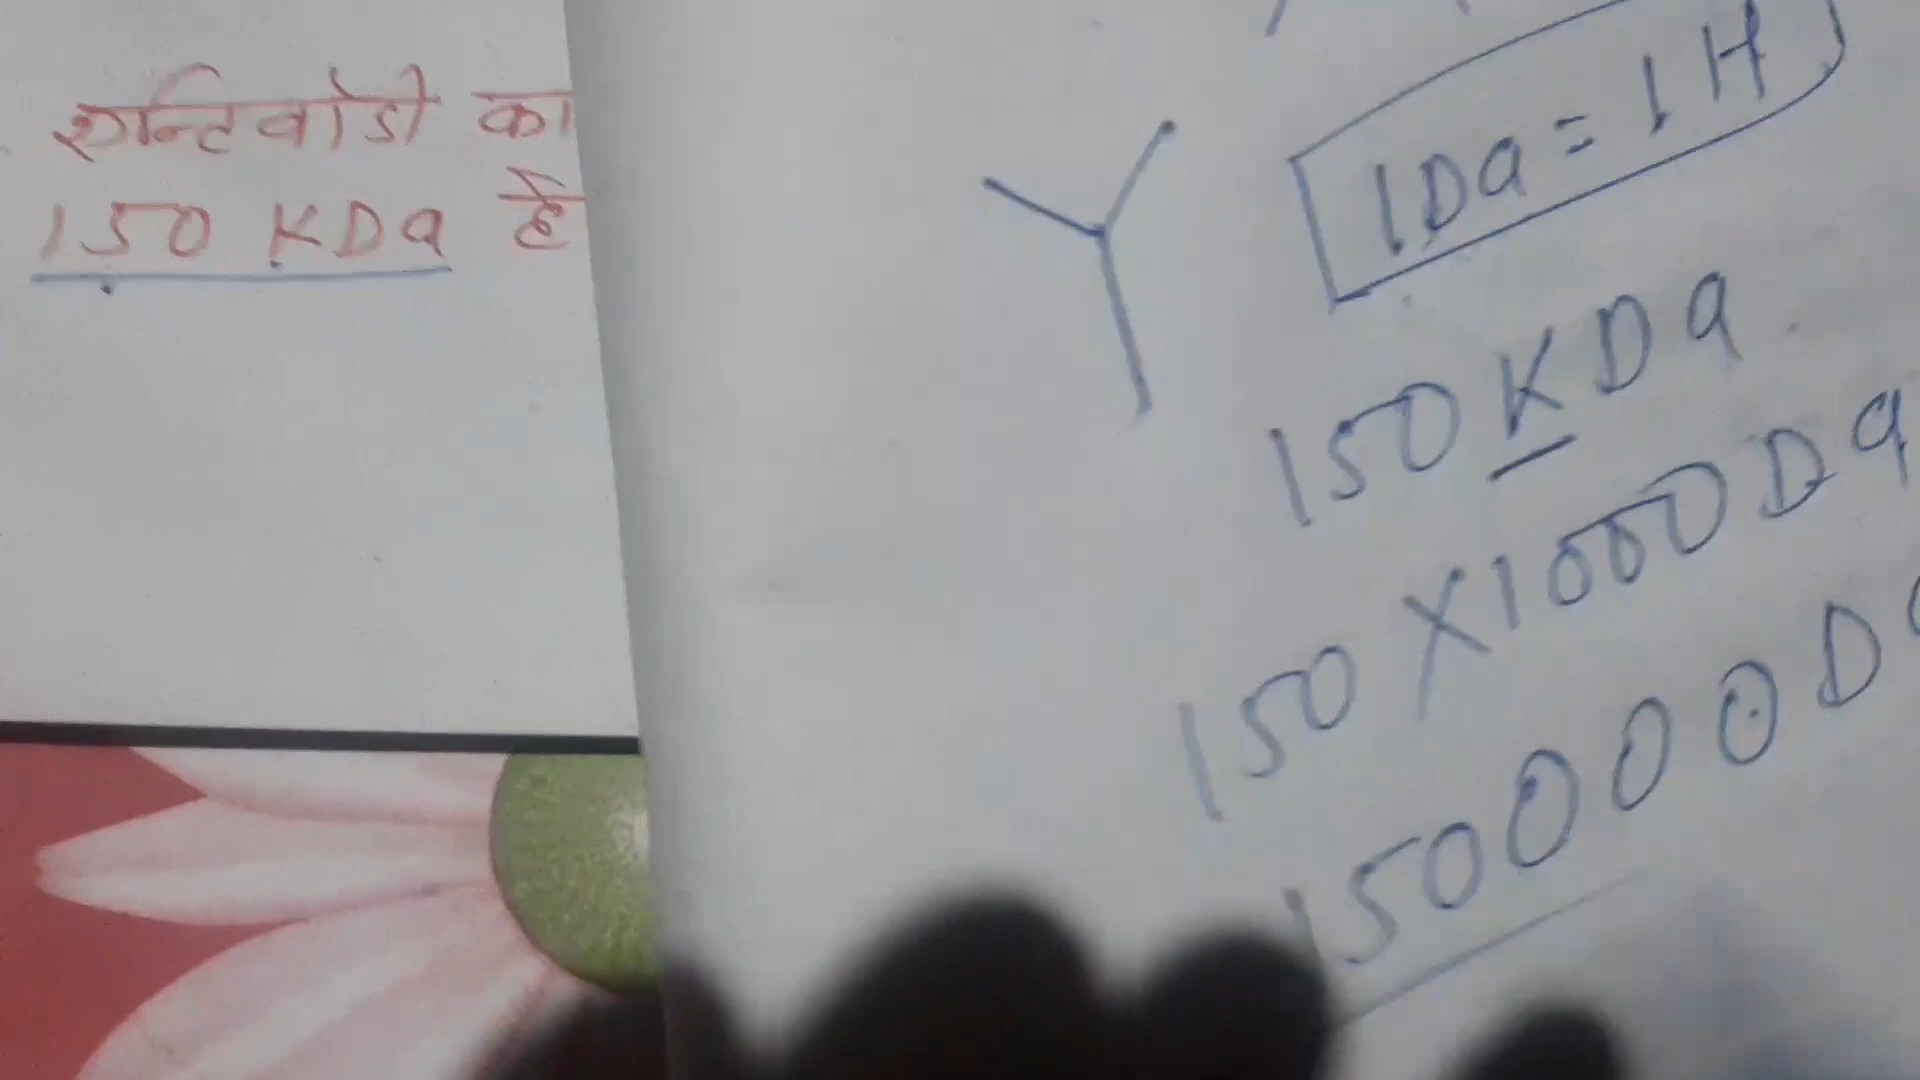 एन्टिबोडी का
150 KDa है
1Da = 1H
150 KDa
150 X 1000 Da
150000 D